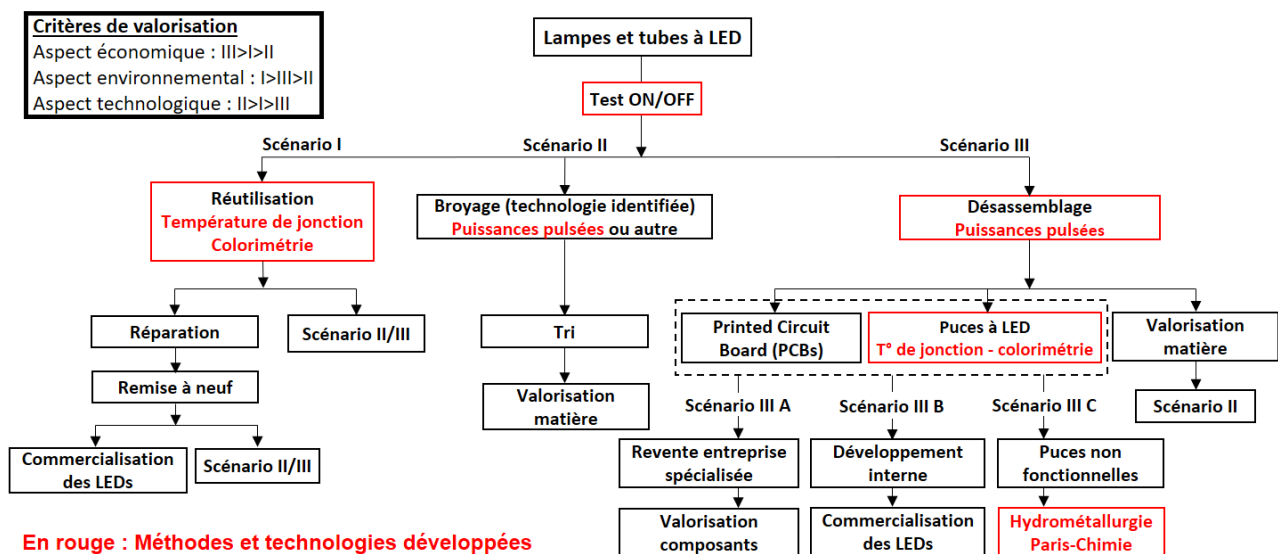 Critères de valorisation
Aspect économique : III>I>II
Aspect environnemental : I>III>II
Aspect technologique : II>I>III
Lampes et tubes à LED
Test ON/OFF
Scénario I
Scénario II
Scénario III
Réutilisation
Température de jonction
Colorimétrie
Broyage (technologie identifiée)
Puissances pulsées ou autre
Désassemblage
Puissances pulsées
Réparation
Scénario II/III
Tri
Printed Circuit
Board (PCBs)
Puces à LED
T° de jonction - colorimétrie
Valorisation
matière
Remise à neuf
Valorisation
matière
Scénario III A
Scénario III B
Scénario III C
Scénario II
Commercialisation
des LEDs
Scénario II/III
Revente entreprise
spécialisée
Développement
interne
Puces non
fonctionnelles
Valorisation
composants
Commercialisation
des LEDs
Hydrométallurgie
Paris-Chimie
En rouge : Méthodes et technologies développées